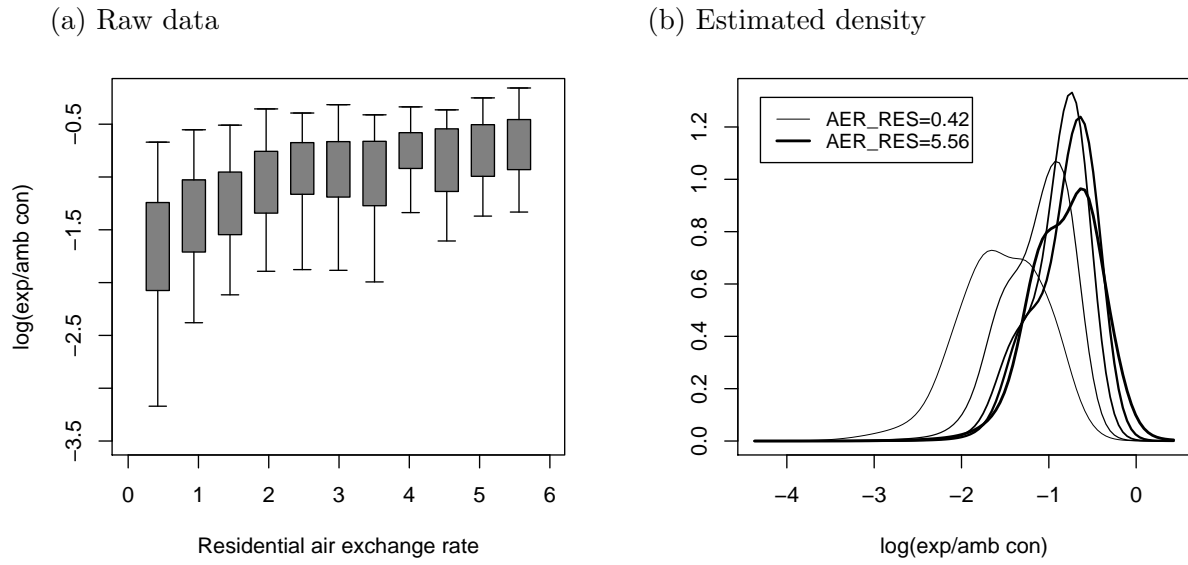 (a) Raw data
−0.5
−1.5
−2.5
−3.5
log(exp/amb con)
0 1 2 3 4 5 6
Residential air exchange rate
(b) Estimated density
AER_RES=0.42
AER_RES=5.56
1.2
1.0
0.8
0.6
0.4
0.2
0.0
−4 −3 −2 −1 0
log(exp/amb con)